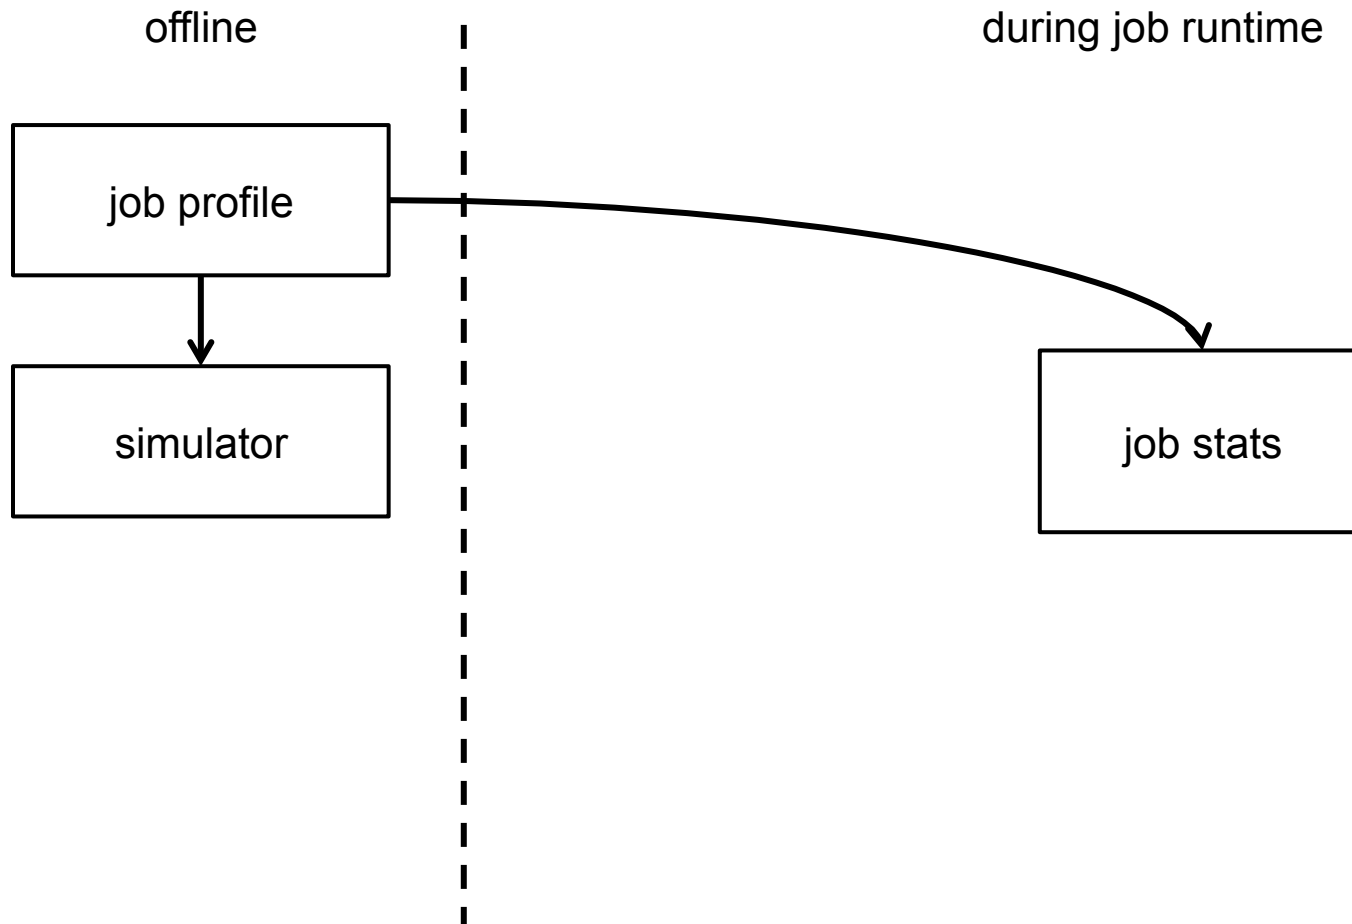 offline
during job runtime
job profile
simulator
job stats